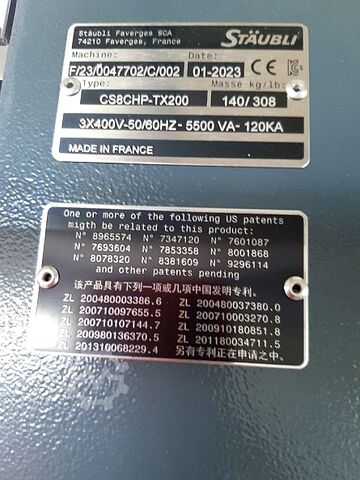 Stäubli Faverges SCA
74210 Faverges, France
STÄUBLI
Machine: Date:
F/23/0047702/C/002 01-2023 CE
Type: Masse kg/lb:
CS8CHP-TX200 140/ 308
3X400V-50/60HZ- 5500 VA- 120KA
MADE IN FRANCE
One or more of the following US patents
migth be related to this product:
N° 8965574 N° 7347120 N° 7601087
N° 7693604 N° 7853358 N° 8001868
N° 8078320 N° 8381609 N° 9296114
and other patents pending
该产品具有下列一项或几项中国发明专利。
ZL 200480003386.6 ZL 200480037380.0
ZL 200710097655.5 ZL 200710003270.8
ZL 200710107144.7 ZL 200910180851.8
ZL 200980136370.5 ZL 201180034711.5
ZL 201310068229.4 另有专利正在申请之中。